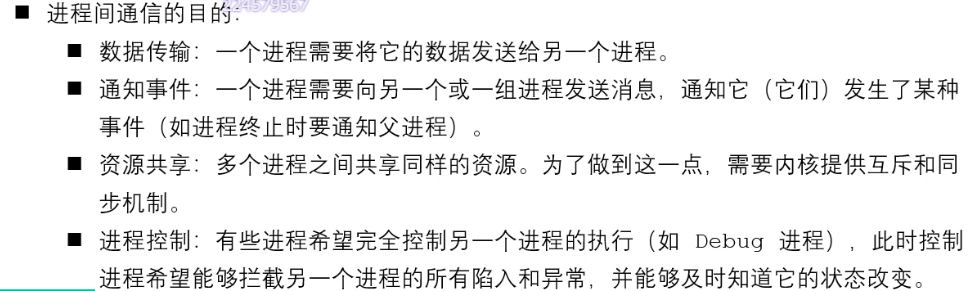 ■ 进程间通信的目的:
■ 数据传输：一个进程需要将它的数据发送给另一个进程。
■ 通知事件：一个进程需要向另一个或一组进程发送消息，通知它（它们）发生了某种
事件（如进程终止时要通知父进程）。
■ 资源共享：多个进程之间共享同样的资源。为了做到这一点，需要内核提供互斥和同
步机制。
■ 进程控制：有些进程希望完全控制另一个进程的执行（如 Debug 进程），此时控制
进程希望能够拦截另一个进程的所有陷入和异常，并能够及时知道它的状态改变。